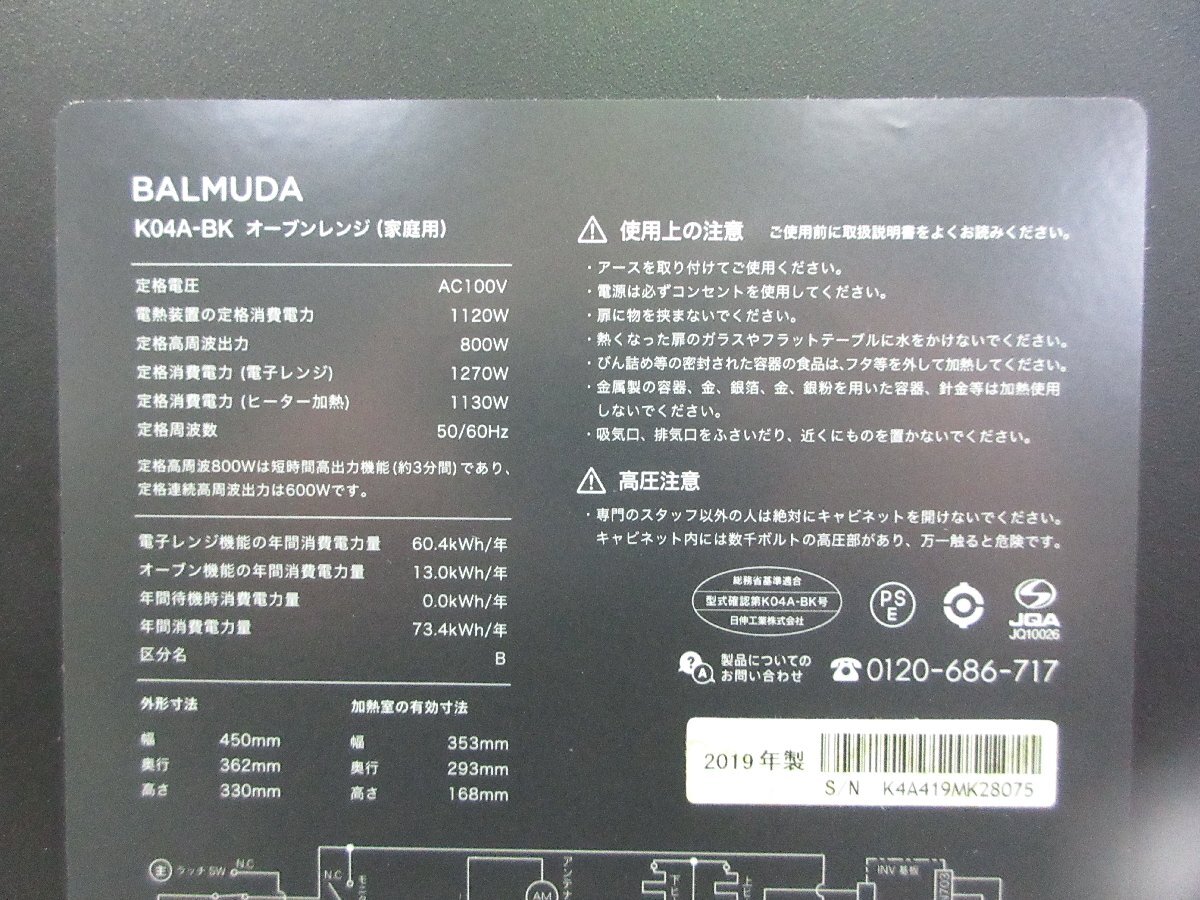 BALMUDA
K04A-BK オーブンレンジ (家庭用)
定格電圧 AC100V
電熱装置の定格消費電力 1120W
定格高周波出力 800W
定格消費電力 (電子レンジ) 1270W
定格消費電力 (ヒーター加熱) 1130W
定格周波数 50/60Hz
定格高周波800Wは短時間高出力機能(約3分間)であり、
定格連続高周波出力は600Wです。
電子レンジ機能の年間消費電力量 60.4kWh/年
オーブン機能の年間消費電力量 13.0kWh/年
年間待機時消費電力量 0.0kWh/年
年間消費電力量 73.4kWh/年
区分名 B
外形寸法 加熱室の有効寸法
幅 450mm 幅 353mm
奥行 362mm 奥行 293mm
高さ 330mm 高さ 168mm
使用上の注意 ご使用前に取扱説明書をよくお読みください。
・アースを取り付けてご使用ください。
・電源は必ずコンセントを使用してください。
・扉に物を挟まないでください。
・熱くなった扉のガラスやフラットテーブルに水をかけないでください。
・びん詰め等の密封された容器の食品は、フタ等を外して加熱してください。
・金属製の容器、金、銀箔、金、銀粉を用いた容器、針金等は加熱使用
しないでください。
・吸気口、排気口をふさいだり、近くにものを置かないでください。
高圧注意
・専門のスタッフ以外の人は絶対にキャビネットを開けないでください。
キャビネット内には数千ボルトの高圧部があり、万一触ると危険です。
総務省基準適合
型式確認第K04A-BK号
日伸工業株式会社
PS
E
JQA
JQ10026
?
A
製品についての
お問い合わせ
0120-686-717
2019年製
S/N K4A419MK28075
主 ラッチSW N.C
N.C
アンテナ
AM
INV 基板